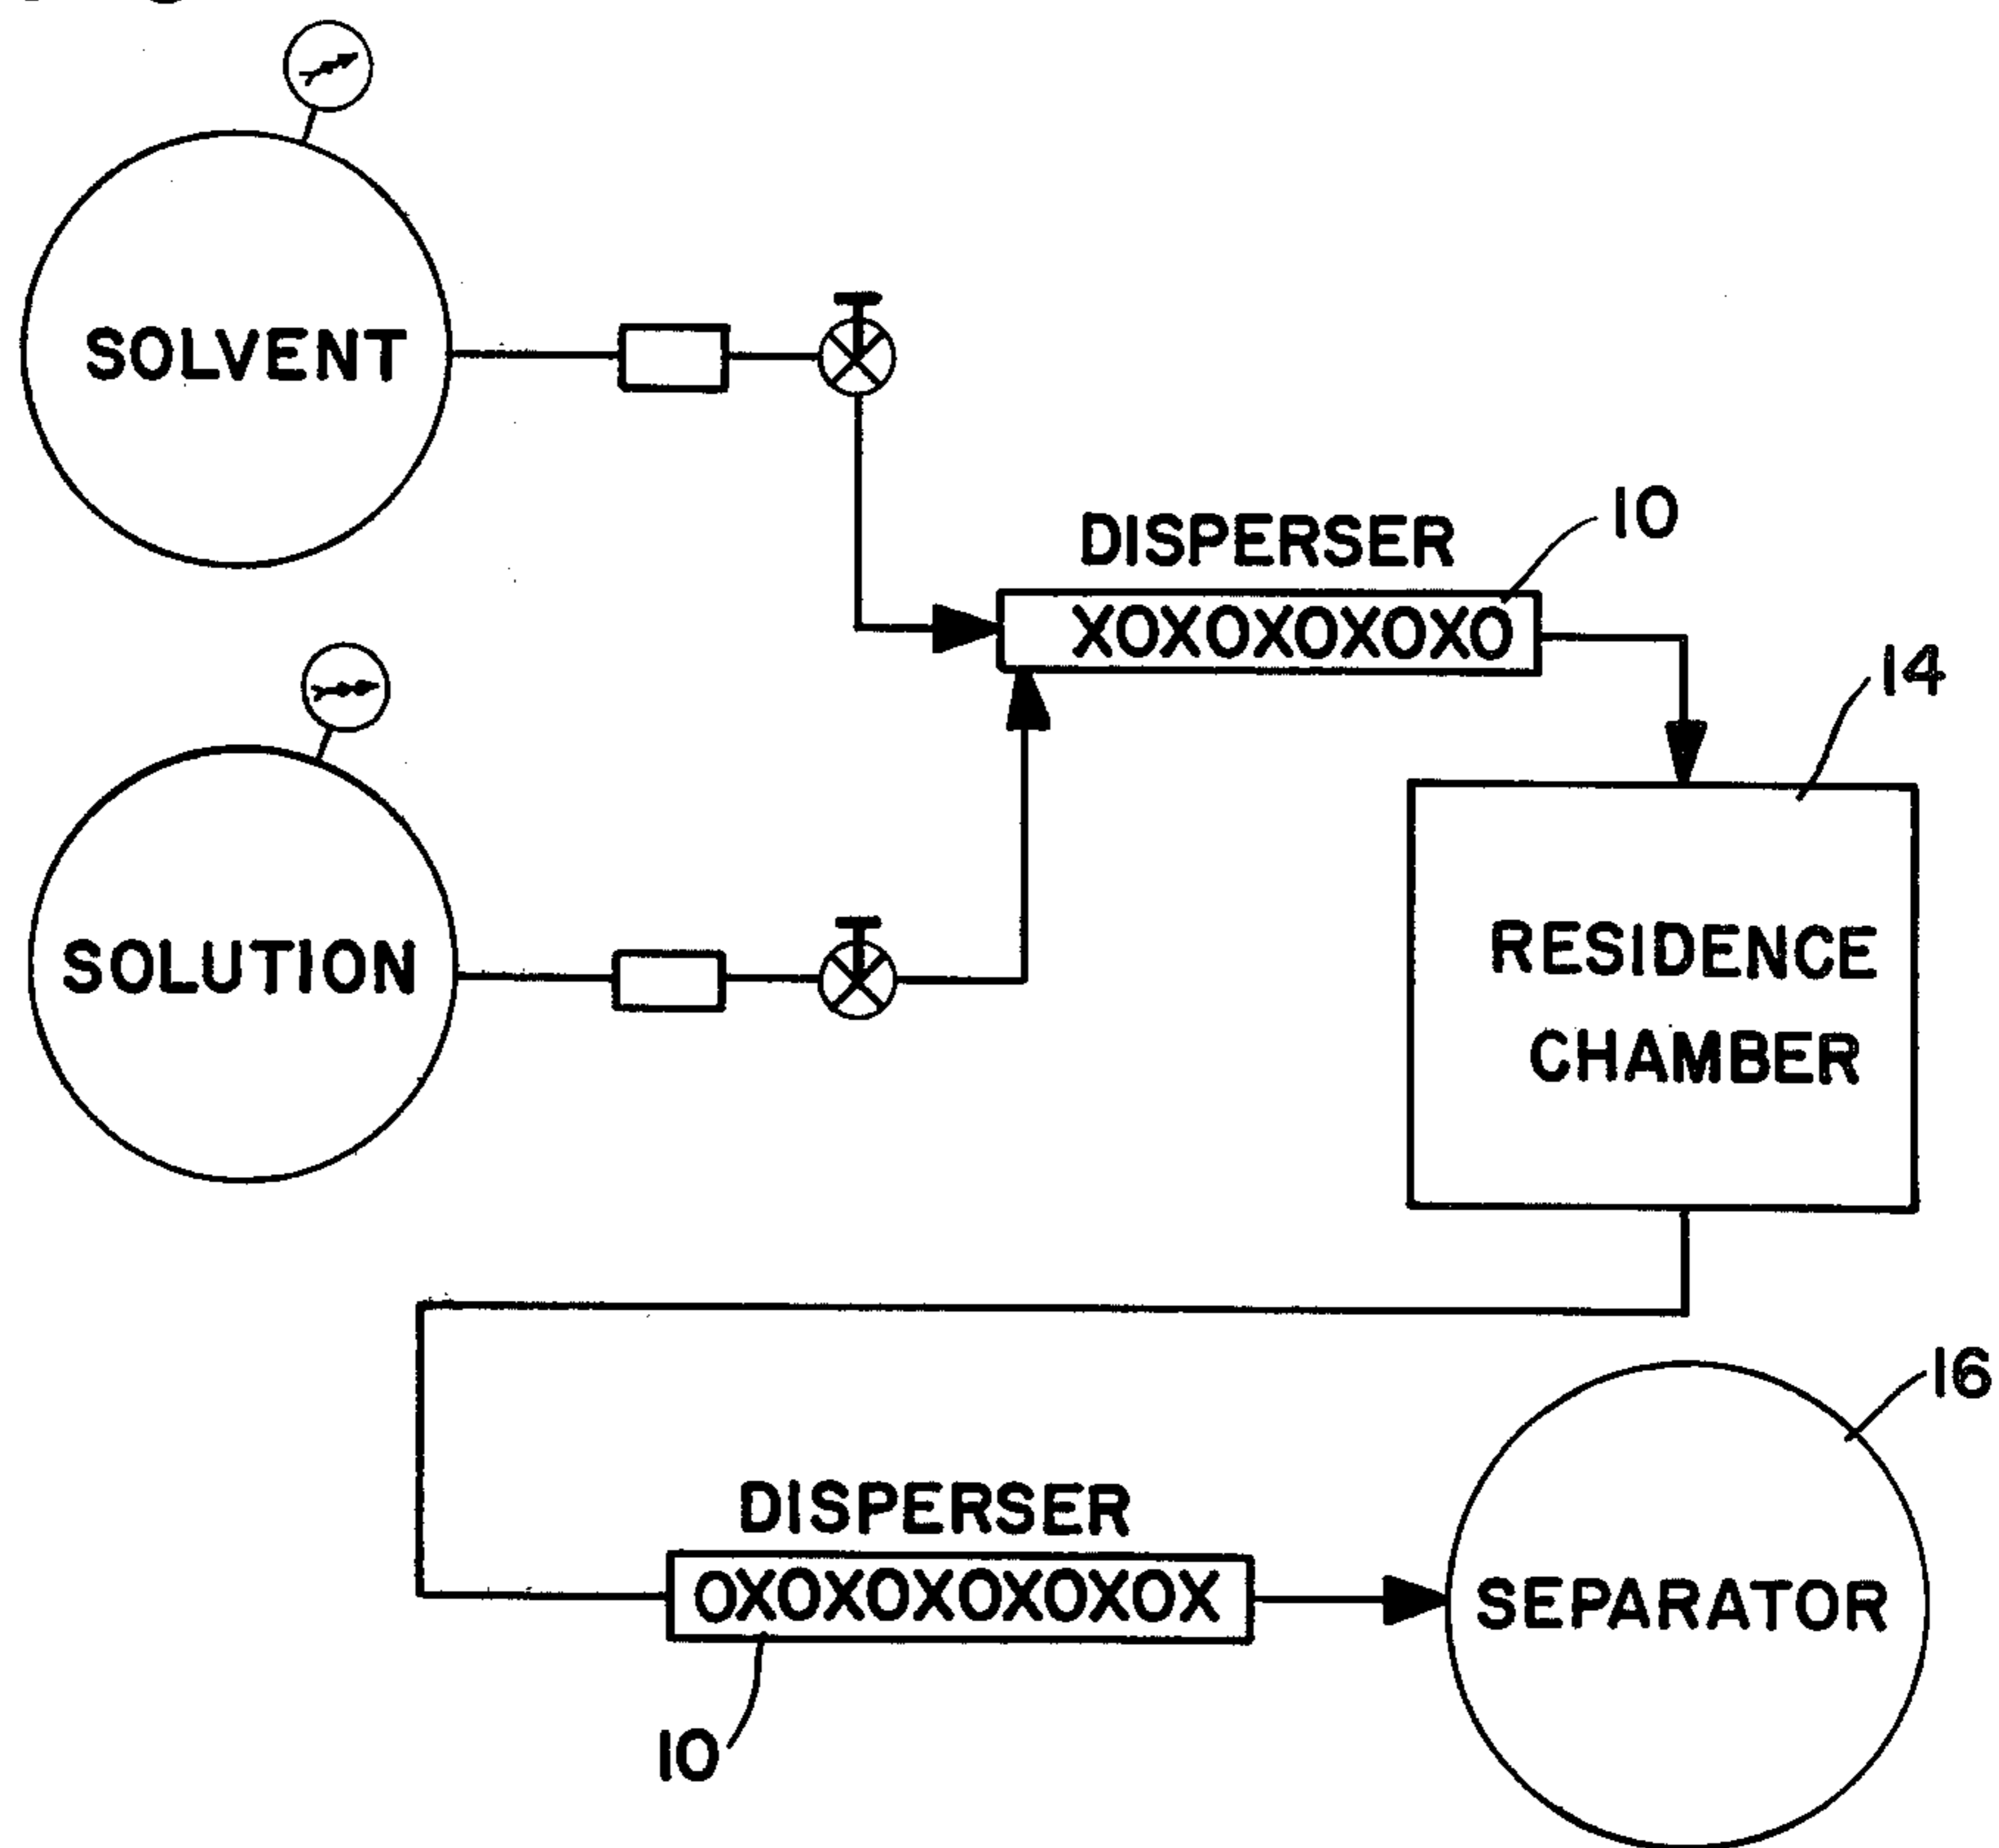 SOLVENT
DISPERSER
10
XOXOXOXOXO
14
SOLUTION
RESIDENCE
CHAMBER
16
DISPERSER
OXOXOXOXOXOX
SEPARATOR
10